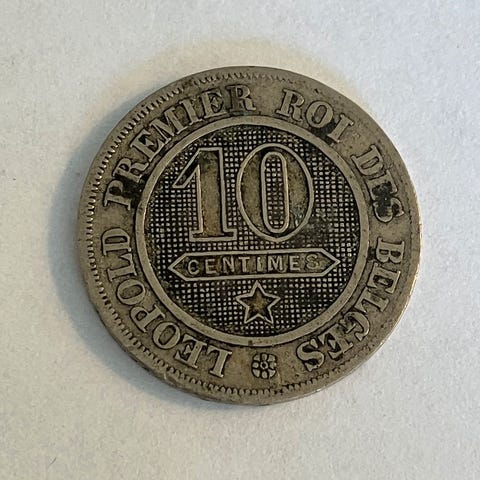 LEOPOLD PREMIER ROI DES BELGES
10
CENTIMES